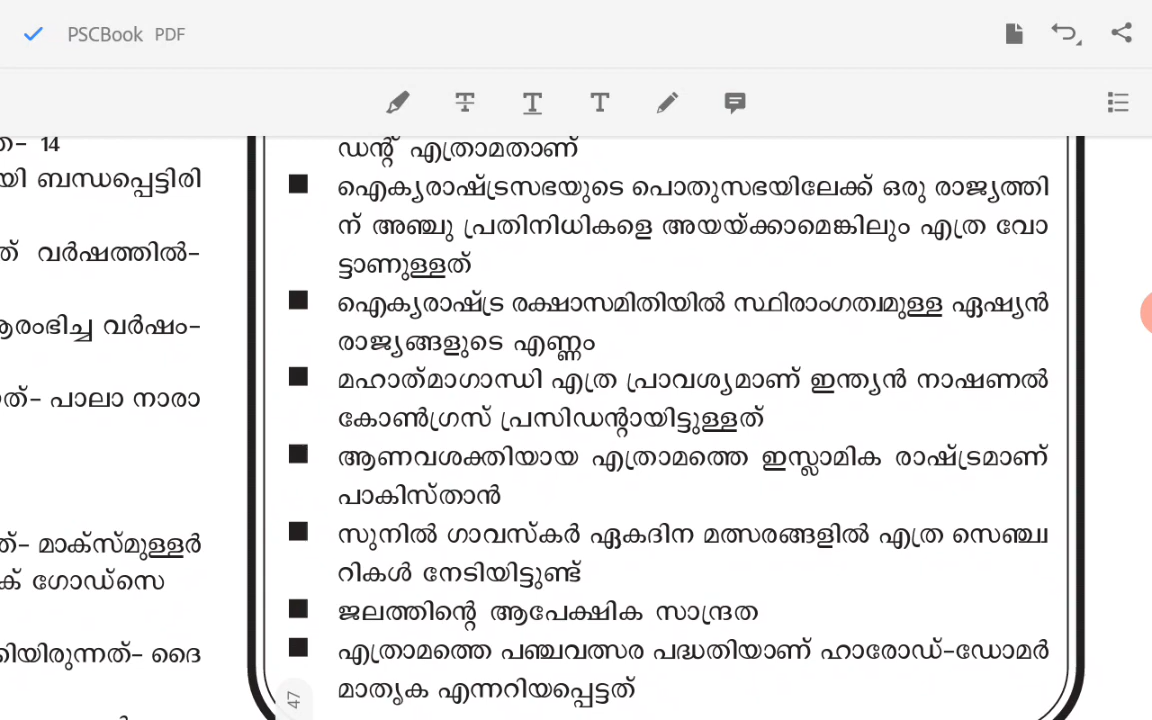 PSCBook PDF
ത- 14
യി ബന്ധപ്പെട്ടിരി
ത് വർഷത്തിൽ-
ആരംഭിച്ച വർഷം-
ത്- പാലാ നാരാ
ത്- മാക്സ്മുള്ളർ
ക് ഗോഡ്സെ
ക്കിയിരുന്നത്- ദൈ
ഡന്റ് എത്രാമതാണ്
■ ഐക്യരാഷ്ട്രസഭയുടെ പൊതുസഭയിലേക്ക് ഒരു രാജ്യത്തി
ന് അഞ്ചു പ്രതിനിധികളെ അയയ്ക്കാമെങ്കിലും എത്ര വോ
ട്ടാണുള്ളത്
■ ഐക്യരാഷ്ട്ര രക്ഷാസമിതിയിൽ സ്ഥിരാംഗത്വമുള്ള ഏഷ്യൻ
രാജ്യങ്ങളുടെ എണ്ണം
■ മഹാത്മാഗാന്ധി എത്ര പ്രാവശ്യമാണ് ഇന്ത്യൻ നാഷണൽ
കോൺഗ്രസ് പ്രസിഡന്റായിട്ടുള്ളത്
■ ആണവശക്തിയായ എത്രാമത്തെ ഇസ്ലാമിക രാഷ്ട്രമാണ്
പാകിസ്താൻ
■ സുനിൽ ഗാവസ്കർ ഏകദിന മത്സരങ്ങളിൽ എത്ര സെഞ്ച്വ
റികൾ നേടിയിട്ടുണ്ട്
■ ജലത്തിന്റെ ആപേക്ഷിക സാന്ദ്രത
■ എത്രാമത്തെ പഞ്ചവത്സര പദ്ധതിയാണ് ഹാരോഡ്-ഡോമർ
മാതൃക എന്നറിയപ്പെട്ടത്
47